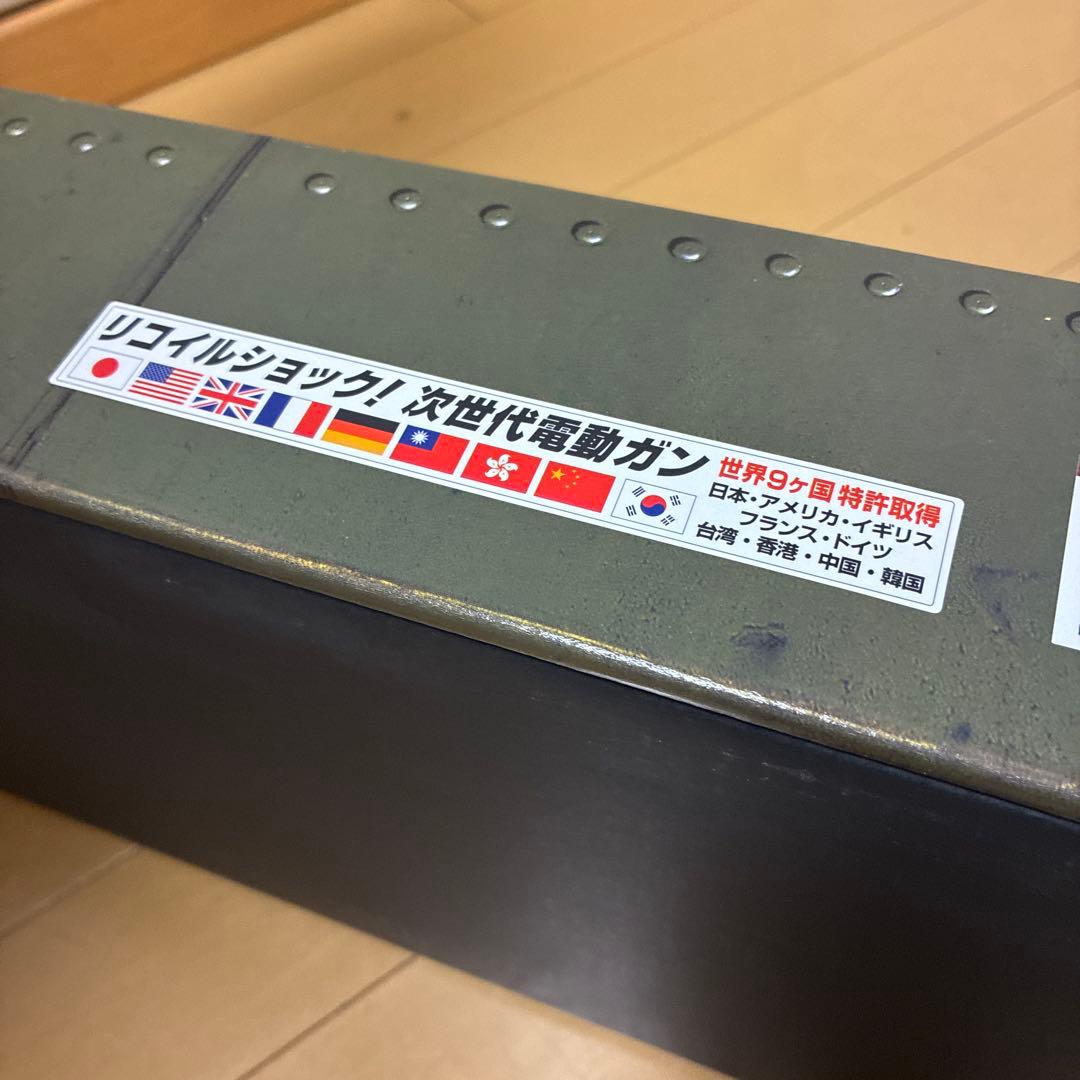 リコイルショック! 次世代電動ガン
世界9ヶ国 特許取得
日本・アメリカ・イギリス
フランス・ドイツ
台湾・香港・中国・韓国